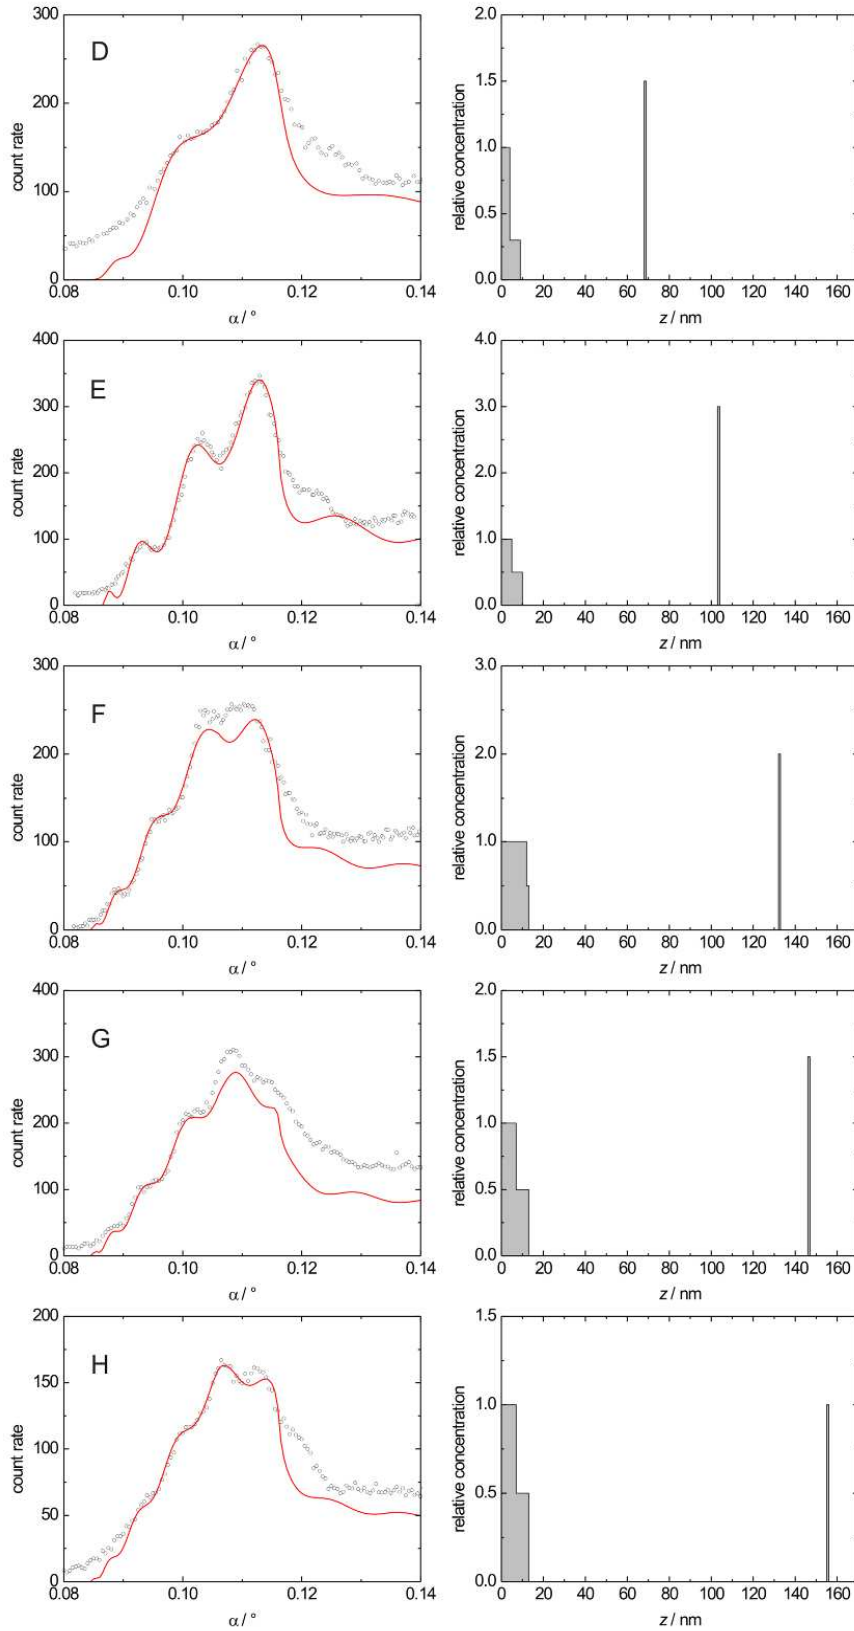 D
300
200
100
0
count rate
0.08 0.10 0.12 0.14
α / °
2.0
1.5
1.0
0.5
0.0
relative concentration
0 20 40 60 80 100 120 140 160
z / nm
E
400
300
200
100
0
count rate
0.08 0.10 0.12 0.14
α / °
4.0
3.0
2.0
1.0
0.0
relative concentration
0 20 40 60 80 100 120 140 160
z / nm
F
300
200
100
0
count rate
0.08 0.10 0.12 0.14
α / °
3.0
2.0
1.0
0.0
relative concentration
0 20 40 60 80 100 120 140 160
z / nm
G
400
300
200
100
0
count rate
0.08 0.10 0.12 0.14
α / °
2.0
1.5
1.0
0.5
0.0
relative concentration
0 20 40 60 80 100 120 140 160
z / nm
H
200
150
100
50
0
count rate
0.08 0.10 0.12 0.14
α / °
1.5
1.0
0.5
0.0
relative concentration
0 20 40 60 80 100 120 140 160
z / nm